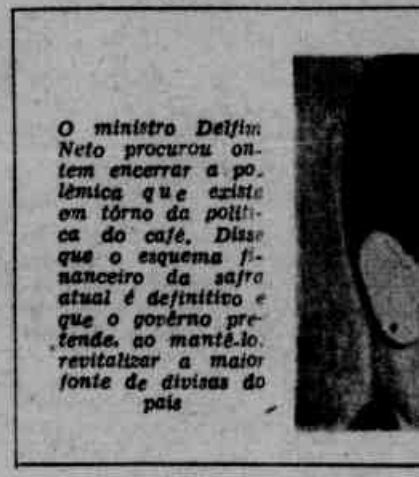 O ministro Delfim
Neto procurou on-
tem encerrar a po-
lêmica que existe
em tôrno da políti-
ca do café. Disse
que o esquema fi-
nanceiro da safra
atual é definitivo e
que o govêrno pre-
tende, ao mantê-lo,
revitalizar a maior
fonte de divisas do
país